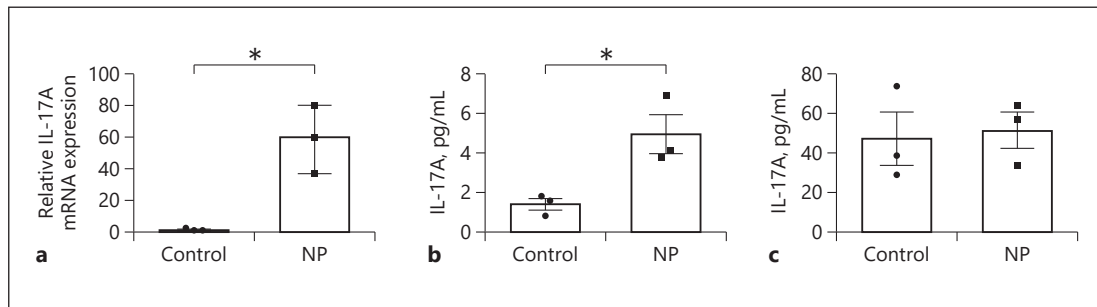 Relative IL-17A
mRNA expression
100
80
60
40
20
0
*
Control
NP
a
IL-17A, pg/mL
8
6
4
2
0
*
Control
NP
b
IL-17A, pg/mL
80
60
40
20
0
Control
NP
c